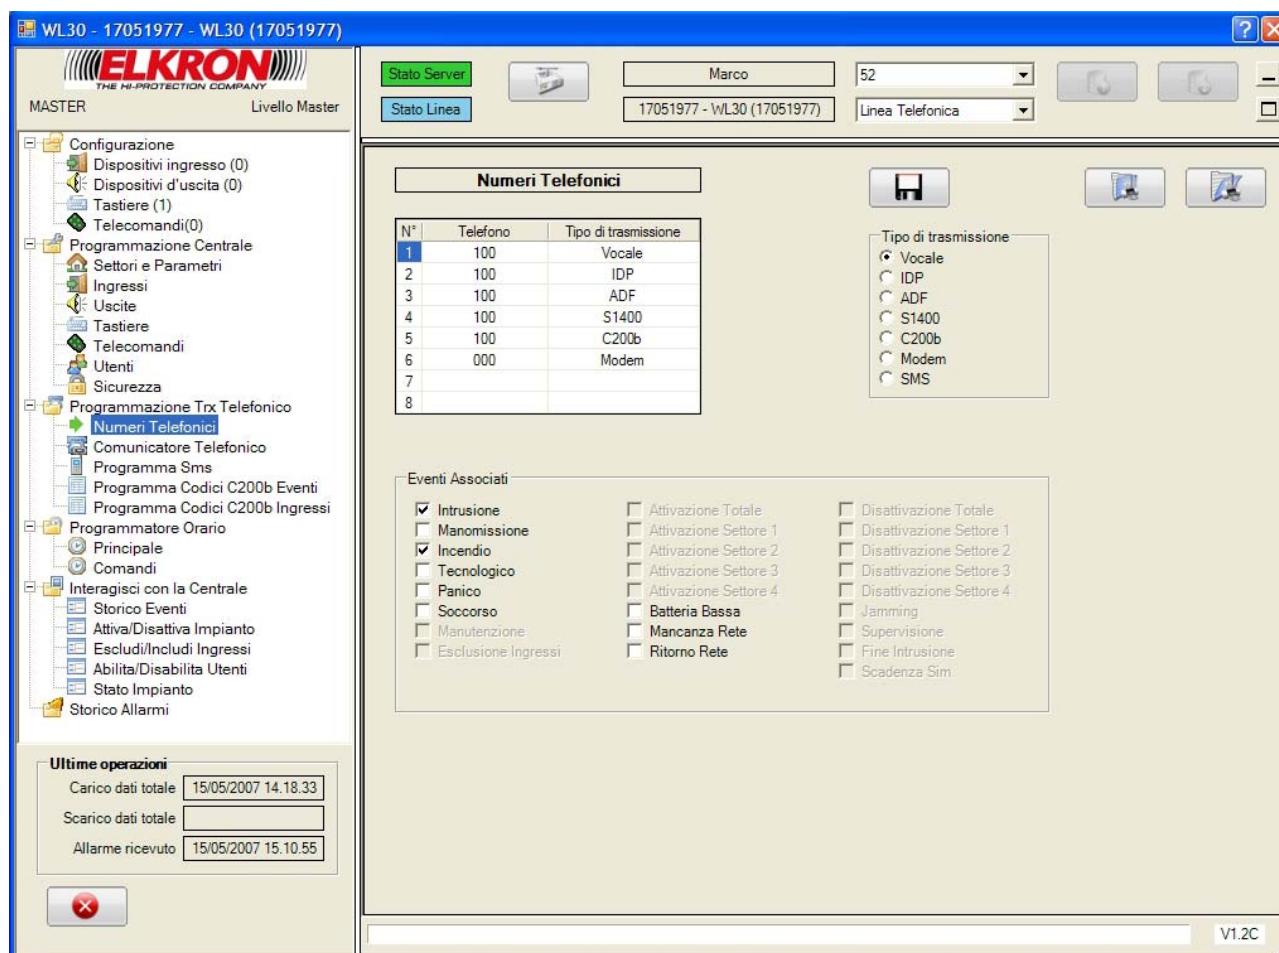 WL30 - 17051977 - WL30 (17051977)
ELKRON
THE HI-PROTECTION COMPANY
MASTER Livello Master
Stato Server
Marco
52
Stato Linea
17051977 - WL30 (17051977)
Linea Telefonica
Configurazione
Dispositivi ingresso (0)
Dispositivi d'uscita (0)
Tastiere (1)
Telecomandi(0)
Programmazione Centrale
Settori e Parametri
Ingressi
Uscite
Tastiere
Telecomandi
Utenti
Sicurezza
Programmazione Trx Telefonico
Numeri Telefonici
Comunicatore Telefonico
Programma Sms
Programma Codici C200b Eventi
Programma Codici C200b Ingressi
Programmatore Orario
Principale
Comandi
Interagisci con la Centrale
Storico Eventi
Attiva/Disattiva Impianto
Escludi/Includi Ingressi
Abilita/Disabilita Utenti
Stato Impianto
Storico Allarmi
Ultime operazioni
Carico dati totale 15/05/2007 14.18.33
Scarico dati totale
Allarme ricevuto 15/05/2007 15.10.55
Numeri Telefonici
N° Telefono Tipo di trasmissione
1 100 Vocale
2 100 IDP
3 100 ADF
4 100 S1400
5 100 C200b
6 000 Modem
7
8
Tipo di trasmissione
Vocale
IDP
ADF
S1400
C200b
Modem
SMS
Eventi Associati
Intrusione
Manomissione
Incendio
Tecnologico
Panico
Soccorso
Manutenzione
Esclusione Ingressi
Attivazione Totale
Attivazione Settore 1
Attivazione Settore 2
Attivazione Settore 3
Attivazione Settore 4
Batteria Bassa
Mancanza Rete
Ritorno Rete
Disattivazione Totale
Disattivazione Settore 1
Disattivazione Settore 2
Disattivazione Settore 3
Disattivazione Settore 4
Jamming
Supervisione
Fine Intrusione
Scadenza Sim
V1.2C